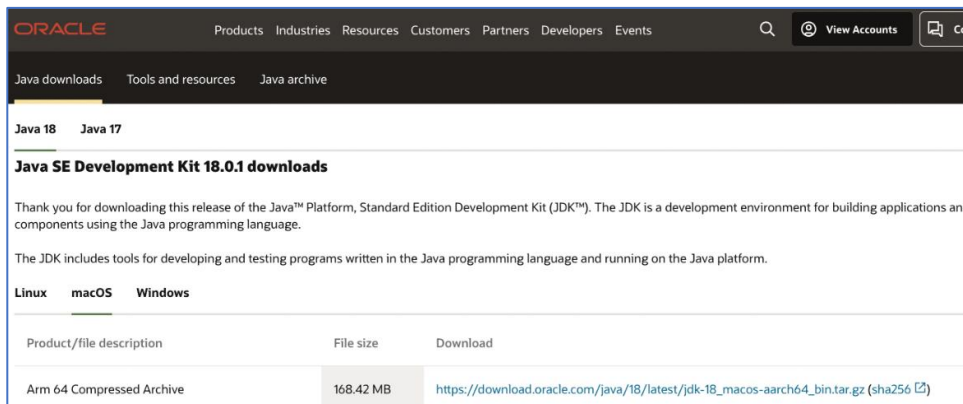 ORACLE Products Industries Resources Customers Partners Developers Events View Accounts
Java downloads Tools and resources Java archive
Java 18 Java 17
Java SE Development Kit 18.0.1 downloads
Thank you for downloading this release of the Java™ Platform, Standard Edition Development Kit (JDK™). The JDK is a development environment for building applications an
components using the Java programming language.
The JDK includes tools for developing and testing programs written in the Java programming language and running on the Java platform.
Linux macOS Windows
Product/file description File size Download
Arm 64 Compressed Archive 168.42 MB https://download.oracle.com/java/18/latest/jdk-18_macos-aarch64_bin.tar.gz (sha256)